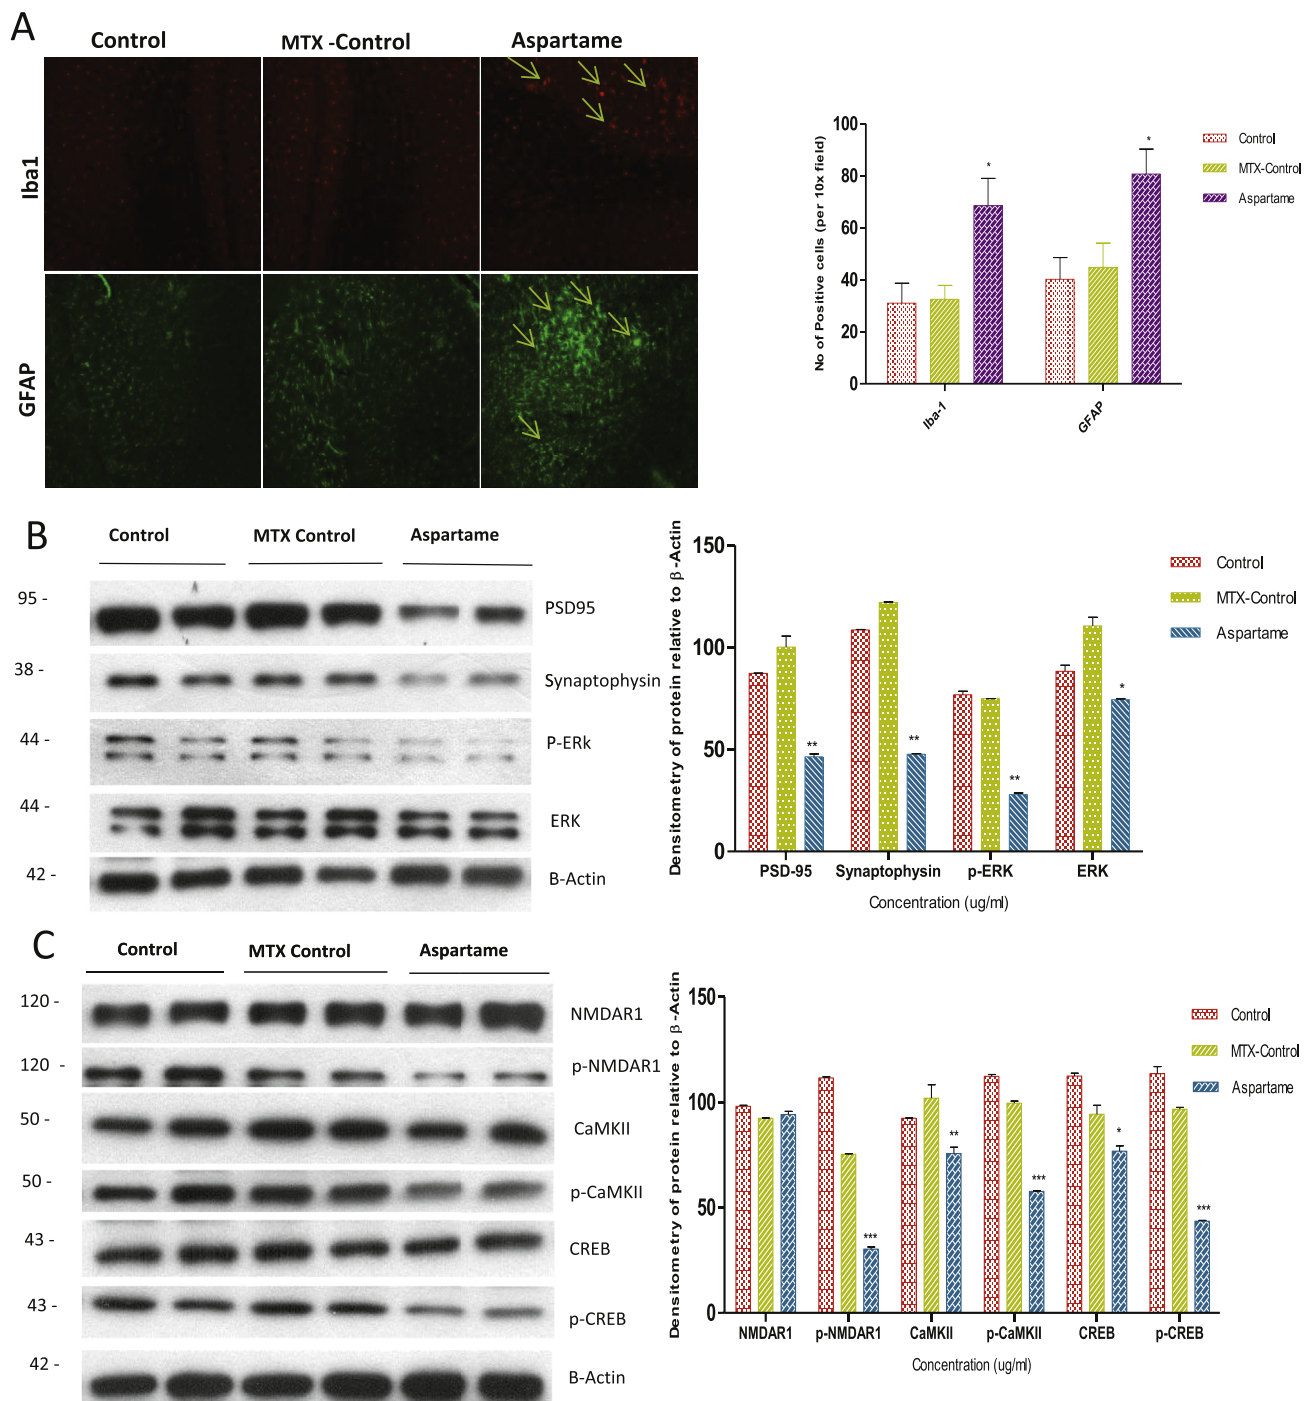 A
Control
MTX -Control
Aspartame
Iba1
GFAP
No of Positive cells (per 10x field)
100
80
60
40
20
0
*
*
Iba-1
GFAP
Control
MTX-Control
Aspartame
B
Control
MTX Control
Aspartame
95 -
PSD95
38 -
Synaptophysin
44 -
P-ERk
44 -
ERK
42 -
B-Actin
Densitometry of protein relative to β-Actin
150
100
50
0
**
**
**
*
PSD-95
Synaptophysin
p-ERK
ERK
Concentration (ug/ml)
Control
MTX-Control
Aspartame
C
Control
MTX Control
Aspartame
120 -
NMDAR1
120 -
p-NMDAR1
50 -
CaMKII
50 -
p-CaMKII
43 -
CREB
43 -
p-CREB
42 -
B-Actin
Densitometry of protein relative to β-Actin
150
100
50
0
***
**
***
*
***
NMDAR1
p-NMDAR1
CaMKII
p-CaMKII
CREB
p-CREB
Concentration (ug/ml)
Control
MTX-Control
Aspartame